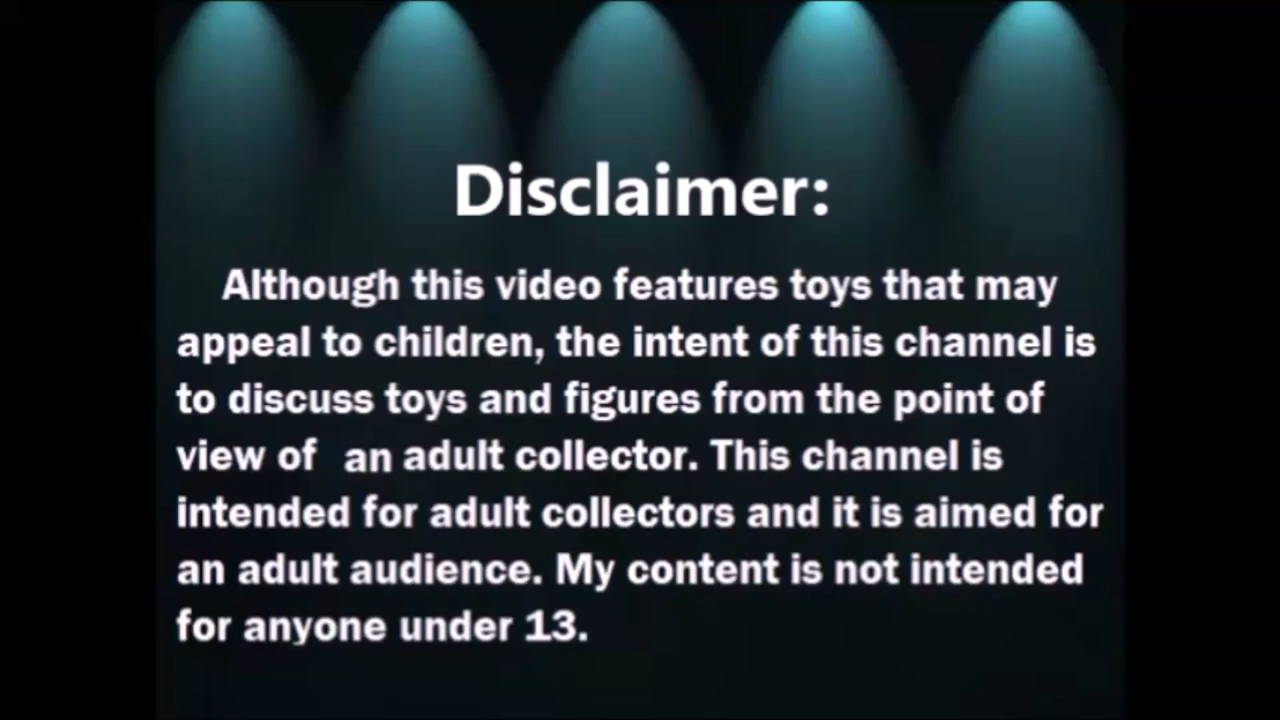 Disclaimer:
Although this video features toys that may
appeal to children, the intent of this channel is
to discuss toys and figures from the point of
view of an adult collector. This channel is
intended for adult collectors and it is aimed for
an adult audience. My content is not intended
for anyone under 13.